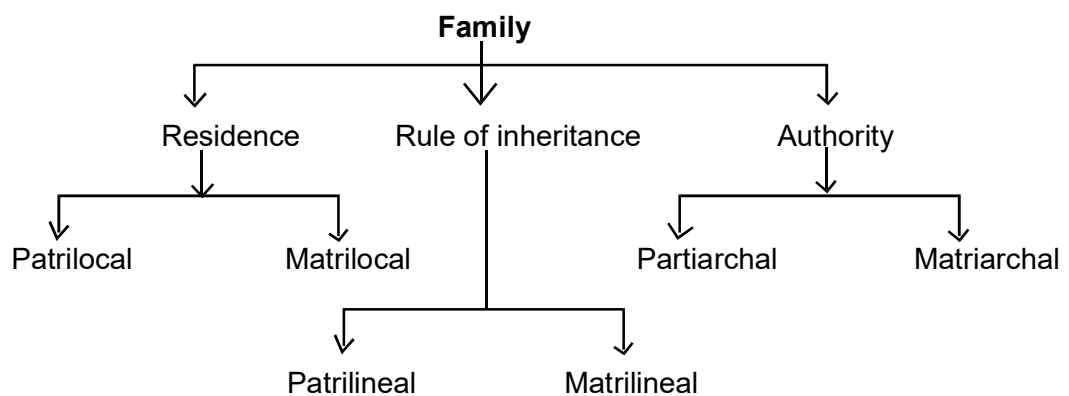 Family
Residence Rule of inheritance Authority
Patrilocal Matrilocal Partiarchal Matriarchal
Patrilineal Matrilineal